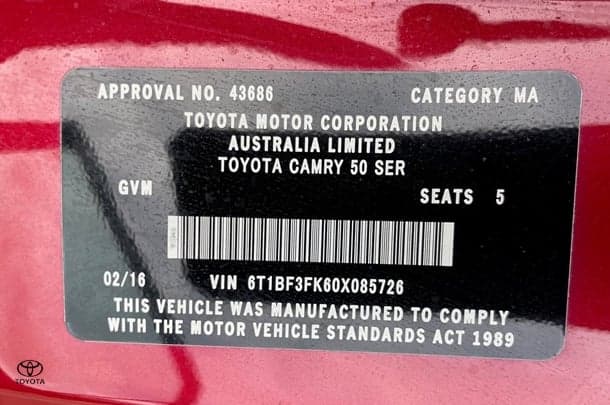 APPROVAL NO. 43686 CATEGORY MA
TOYOTA MOTOR CORPORATION
AUSTRALIA LIMITED
TOYOTA CAMRY 50 SER
GVM SEATS 5
02/16 VIN 6T1BF3FK60X085726
THIS VEHICLE WAS MANUFACTURED TO COMPLY
WITH THE MOTOR VEHICLE STANDARDS ACT 1989
TOYOTA